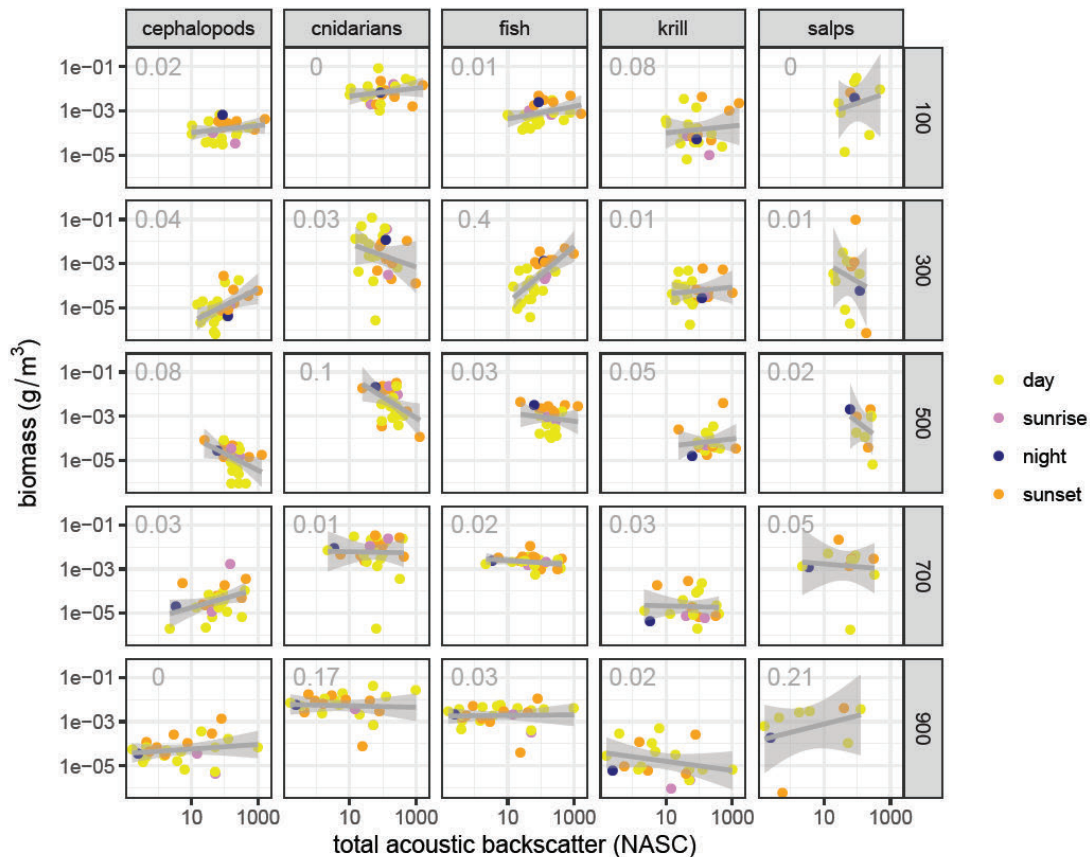 cephalopods cnidarians fish krill salps
1e−01 0.02 0 0.01 0.08 0 100
1e−03
1e−05
1e−01 0.04 0.03 0.4 0.01 0.01 300
1e−03
1e−05
1e−01 0.08 0.1 0.03 0.05 0.02 500
1e−03
1e−05
1e−01 0.03 0.01 0.02 0.03 0.05 700
1e−03
1e−05
1e−01 0 0.17 0.03 0.02 0.21 900
1e−03
1e−05
10 1000 10 1000 10 1000 10 1000 10 1000
total acoustic backscatter (NASC)
biomass (g/m³)
day
sunrise
night
sunset